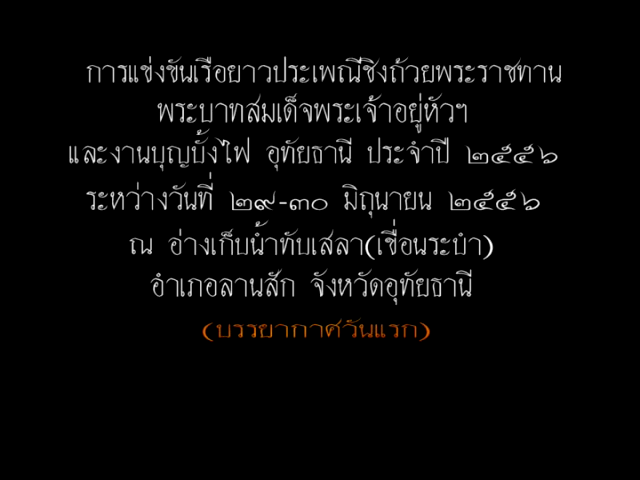 การแข่งขันเรือยาวประเพณีชิงถ้วยพระราชทาน
พระบาทสมเด็จพระเจ้าอยู่หัวฯ
และงานบุญบั้งไฟ อุทัยธานี ประจำปี ๒๕๕๖
ระหว่างวันที่ ๒๙-๓๐ มิถุนายน ๒๕๕๖
ณ อ่างเก็บน้ำทับเสลา(เขื่อนระบำ)
อำเภอลานสัก จังหวัดอุทัยธานี
(บรรยากาศวันแรก)